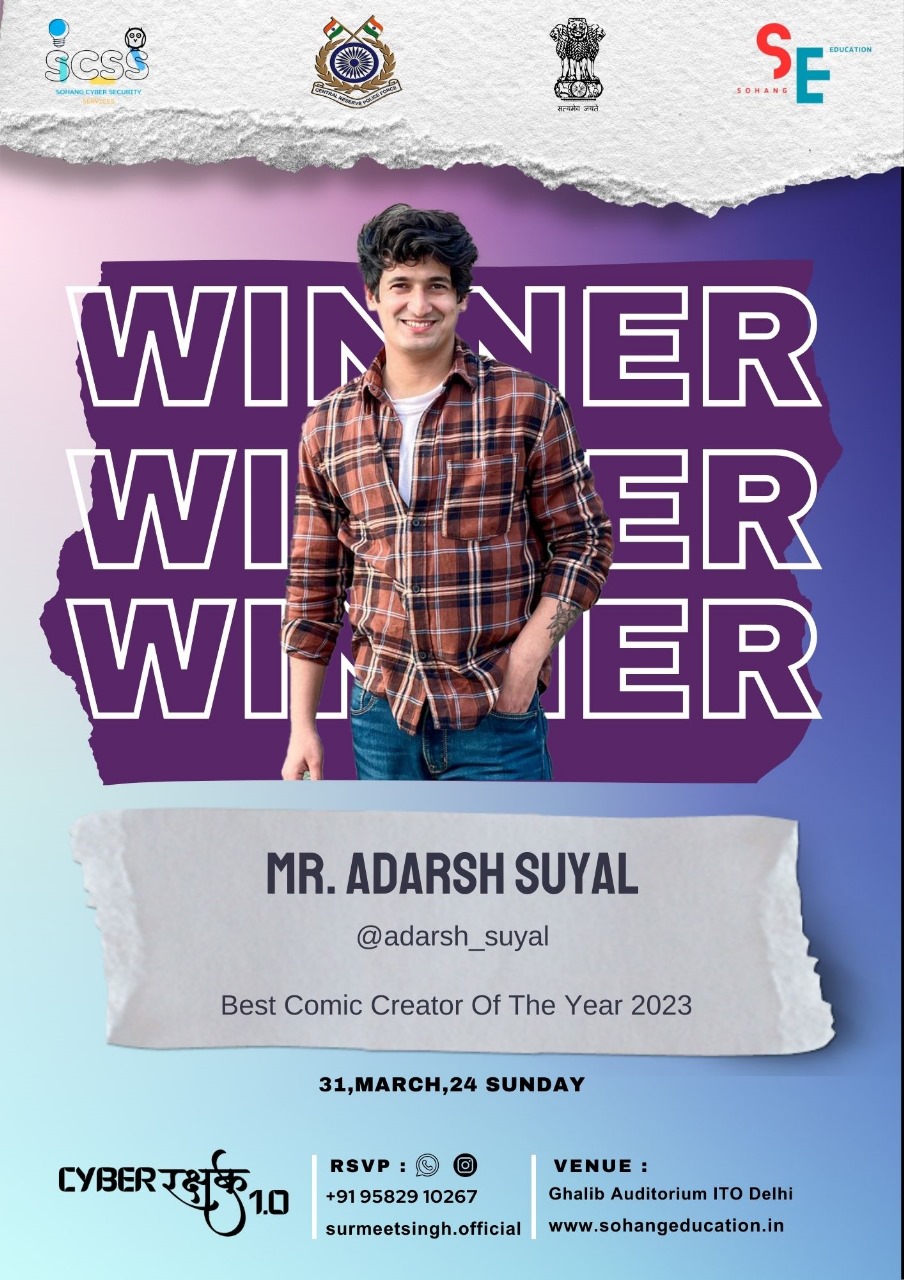 SCSS
SOHANG CYBER SECURITY
SERVICES
CENTRAL RESERVE POLICE FORCE
सत्यमेव जयते
SE
EDUCATION
SOHANG
WINNER
WINNER
WINNER
MR. ADARSH SUYAL
@adarsh_suyal
Best Comic Creator Of The Year 2023
31,MARCH,24 SUNDAY
CYBER रक्षक 1.0
RSVP :
+91 95829 10267
surmeetsingh.official
VENUE :
Ghalib Auditorium ITO Delhi
www.sohangeducation.in